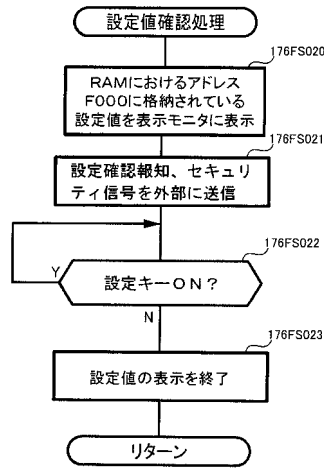 設定値確認処理
176FS020
RAMにおけるアドレス
F000に格納されている
設定値を表示モニタに表示
176FS021
設定確認報知、セキュリ
ティ信号を外部に送信
176FS022
Y
設定キーON？
N
176FS023
設定値の表示を終了
リターン